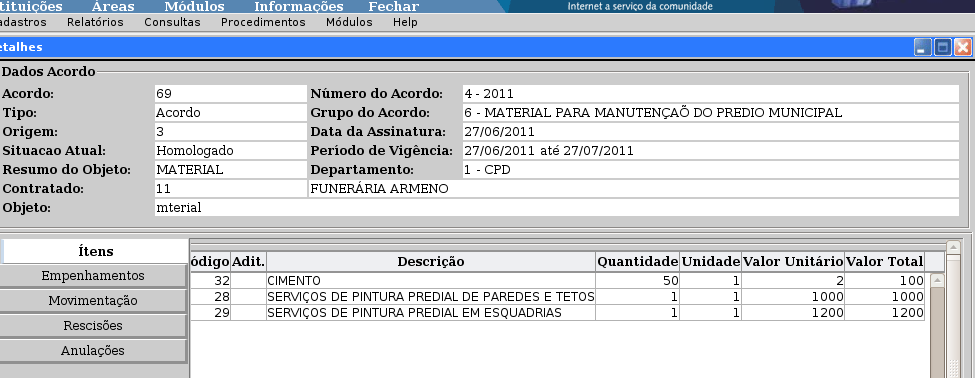 stituições Áreas Módulos Informações Fechar
Internet a serviço da comunidade
adastros Relatórios Consultas Procedimentos Módulos Help
etalhes
Dados Acordo
Acordo: 69 Número do Acordo: 4 - 2011
Tipo: Acordo Grupo do Acordo: 6 - MATERIAL PARA MANUTENÇAÕ DO PREDIO MUNICIPAL
Origem: 3 Data da Assinatura: 27/06/2011
Situacao Atual: Homologado Período de Vigência: 27/06/2011 até 27/07/2011
Resumo do Objeto: MATERIAL Departamento: 1 - CPD
Contratado: 11 FUNERÁRIA ARMENO
Objeto: mterial
Ítens
Empenhamentos
Movimentação
Rescisões
Anulações
ódigo Adit. Descrição Quantidade Unidade Valor Unitário Valor Total
32 CIMENTO 50 1 2 100
28 SERVIÇOS DE PINTURA PREDIAL DE PAREDES E TETOS 1 1 1000 1000
29 SERVIÇOS DE PINTURA PREDIAL EM ESQUADRIAS 1 1 1200 1200